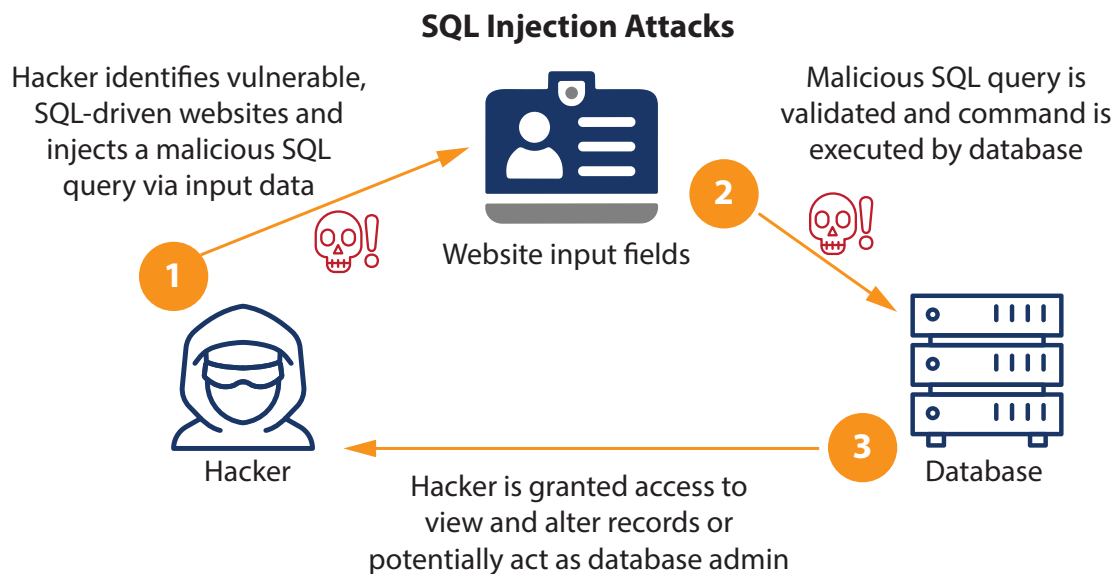 SQL Injection Attacks
Hacker identifies vulnerable,
SQL-driven websites and
injects a malicious SQL
query via input data
1
Website input fields
2
Malicious SQL query is
validated and command is
executed by database
Hacker
3
Database
Hacker is granted access to
view and alter records or
potentially act as database admin